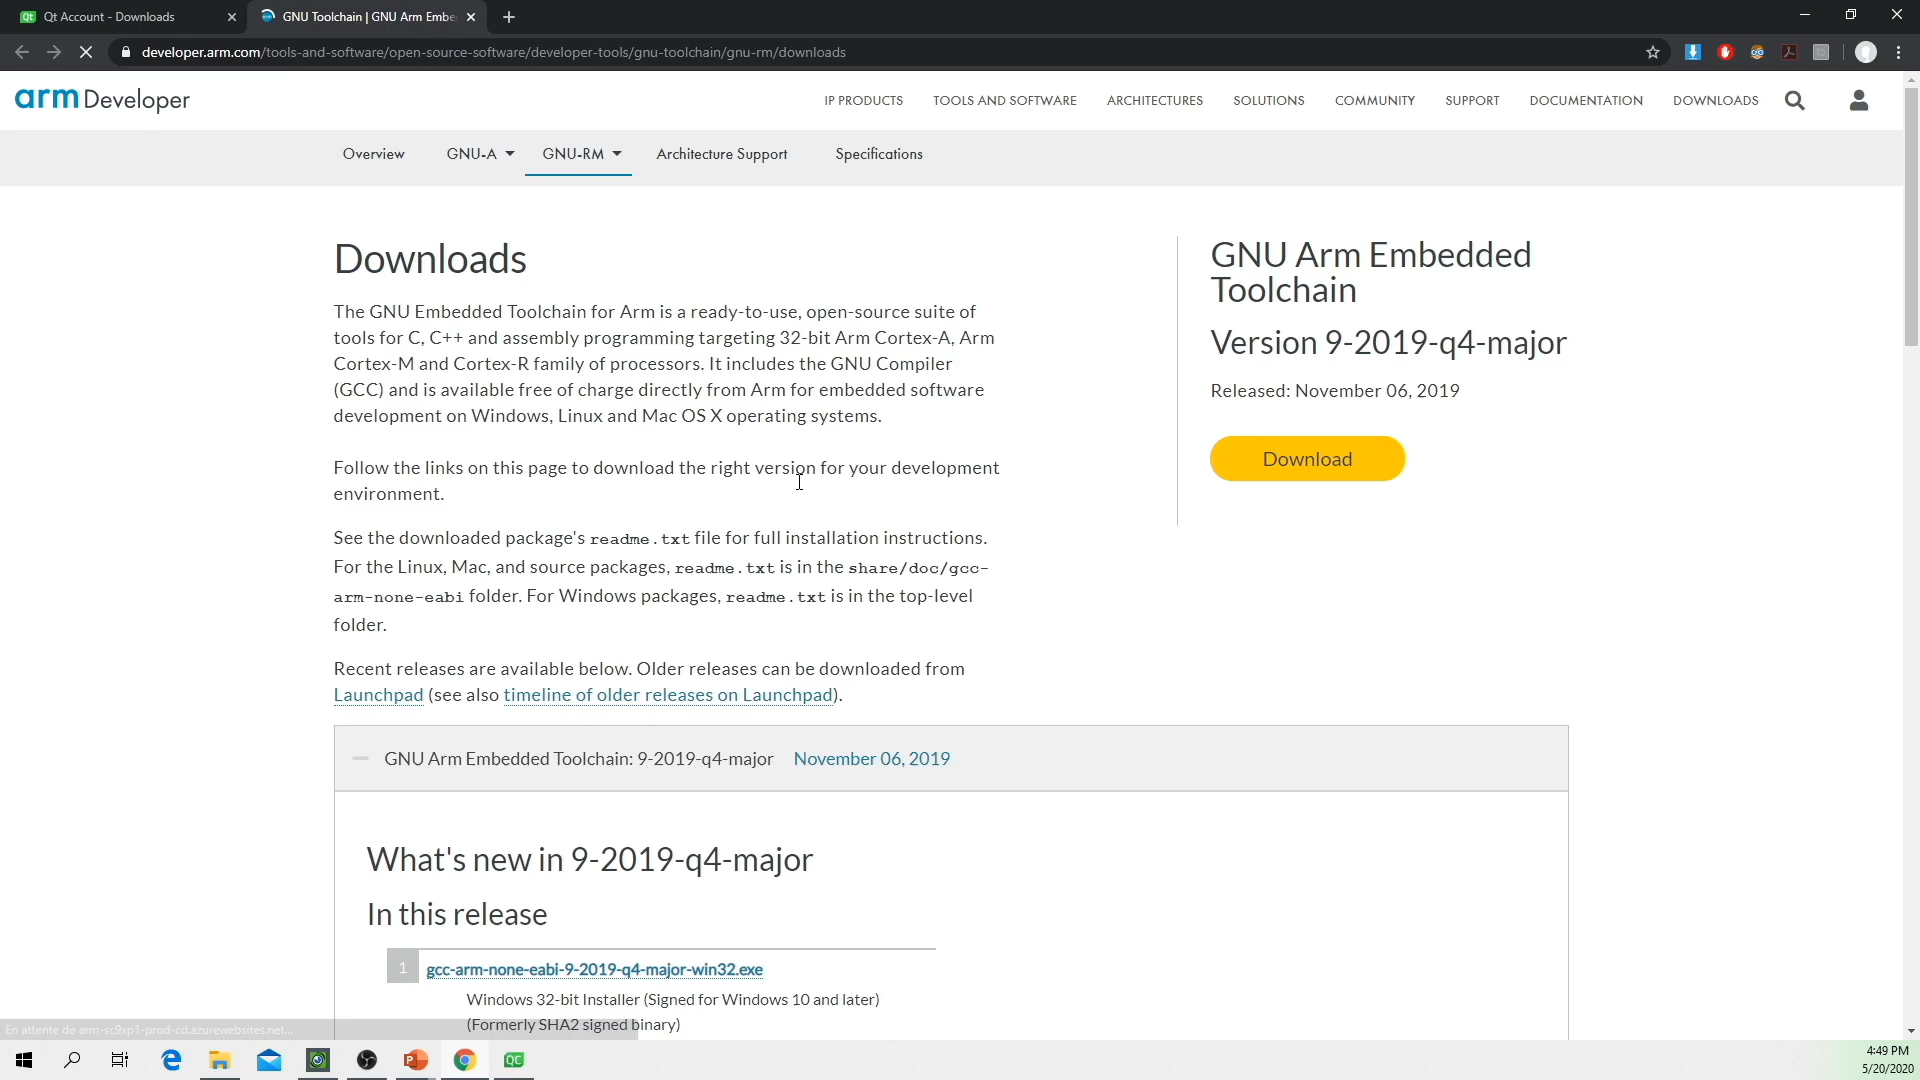 Qt Account - Downloads
GNU Toolchain | GNU Arm Embe
developer.arm.com/tools-and-software/open-source-software/developer-tools/gnu-toolchain/gnu-rm/downloads
arm Developer
IP PRODUCTS TOOLS AND SOFTWARE ARCHITECTURES SOLUTIONS COMMUNITY SUPPORT DOCUMENTATION DOWNLOADS
Overview GNU-A GNU-RM Architecture Support Specifications
Downloads
The GNU Embedded Toolchain for Arm is a ready-to-use, open-source suite of
tools for C, C++ and assembly programming targeting 32-bit Arm Cortex-A, Arm
Cortex-M and Cortex-R family of processors. It includes the GNU Compiler
(GCC) and is available free of charge directly from Arm for embedded software
development on Windows, Linux and Mac OS X operating systems.
Follow the links on this page to download the right version for your development
environment.
See the downloaded package's readme.txt file for full installation instructions.
For the Linux, Mac, and source packages, readme.txt is in the share/doc/gcc-
arm-none-eabi folder. For Windows packages, readme.txt is in the top-level
folder.
Recent releases are available below. Older releases can be downloaded from
Launchpad (see also timeline of older releases on Launchpad).
GNU Arm Embedded
Toolchain
Version 9-2019-q4-major
Released: November 06, 2019
Download
GNU Arm Embedded Toolchain: 9-2019-q4-major November 06, 2019
What's new in 9-2019-q4-major
In this release
1 gcc-arm-none-eabi-9-2019-q4-major-win32.exe
Windows 32-bit Installer (Signed for Windows 10 and later)
(Formerly SHA2 signed binary)
En attente de arm-sc9xp1-prod-cd.azurewebsites.net...
QC
4:49 PM
5/20/2020